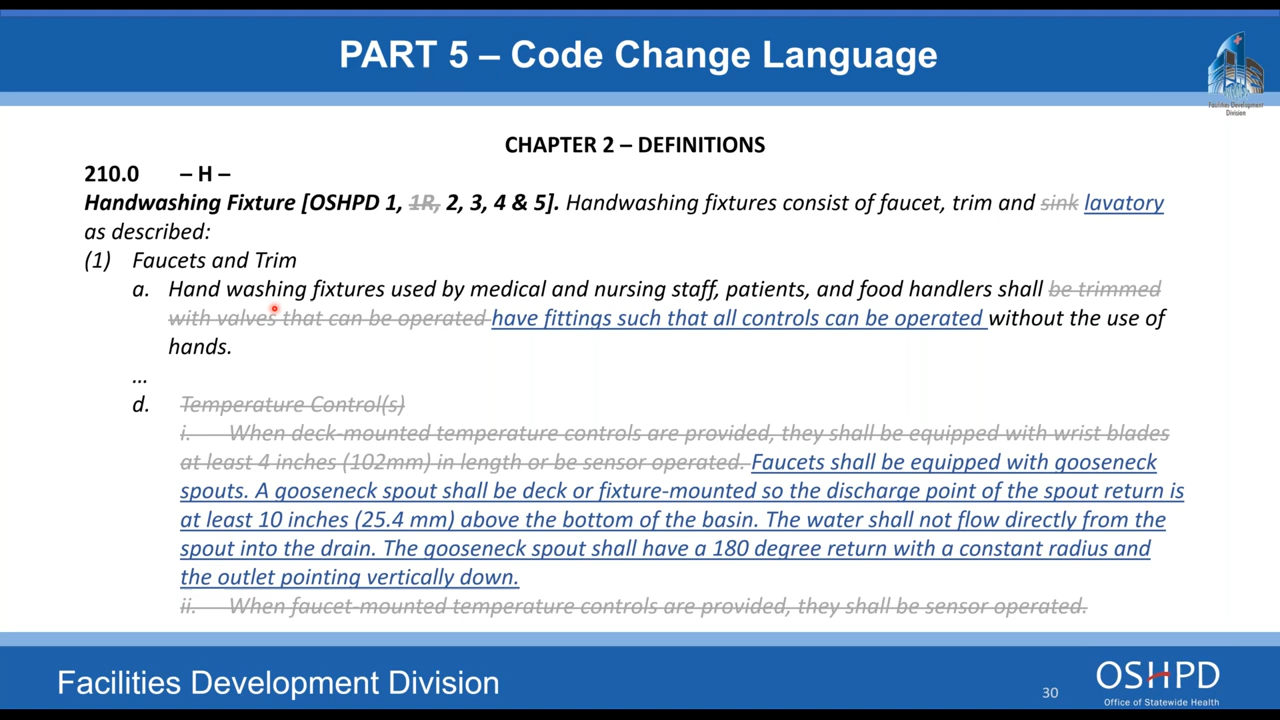 PART 5 – Code Change Language
Facilities Development
Division
CHAPTER 2 – DEFINITIONS
210.0 – H –
Handwashing Fixture [OSHPD 1, 1R, 2, 3, 4 & 5]. Handwashing fixtures consist of faucet, trim and sink lavatory
as described:
(1) Faucets and Trim
a. Hand washing fixtures used by medical and nursing staff, patients, and food handlers shall be trimmed
with valves that can be operated have fittings such that all controls can be operated without the use of
hands.
…
d. Temperature Control(s)
i. When deck-mounted temperature controls are provided, they shall be equipped with wrist blades
at least 4 inches (102mm) in length or be sensor operated. Faucets shall be equipped with gooseneck
spouts. A gooseneck spout shall be deck or fixture-mounted so the discharge point of the spout return is
at least 10 inches (25.4 mm) above the bottom of the basin. The water shall not flow directly from the
spout into the drain. The gooseneck spout shall have a 180 degree return with a constant radius and
the outlet pointing vertically down.
ii. When faucet-mounted temperature controls are provided, they shall be sensor operated.
Facilities Development Division
30
OSHPD
Office of Statewide Health